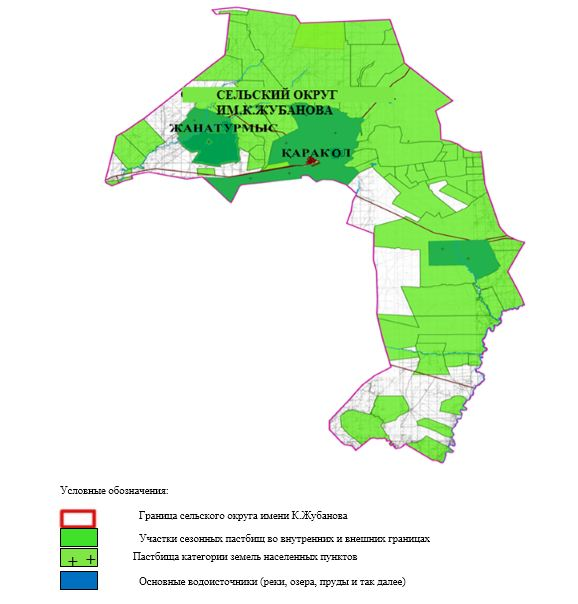 СЕЛЬСКИЙ ОКРУГ
ИМ.К.ЖУБАНОВА
ЖАНАТУРМЫС
ҚАРАКОЛ
Условные обозначения:
Граница сельского округа имени К.Жубанова
Участки сезонных пастбищ во внутренних и внешних границах
Пастбища категории земель населенных пунктов
Основные водоисточники (реки, озера, пруды и так далее)